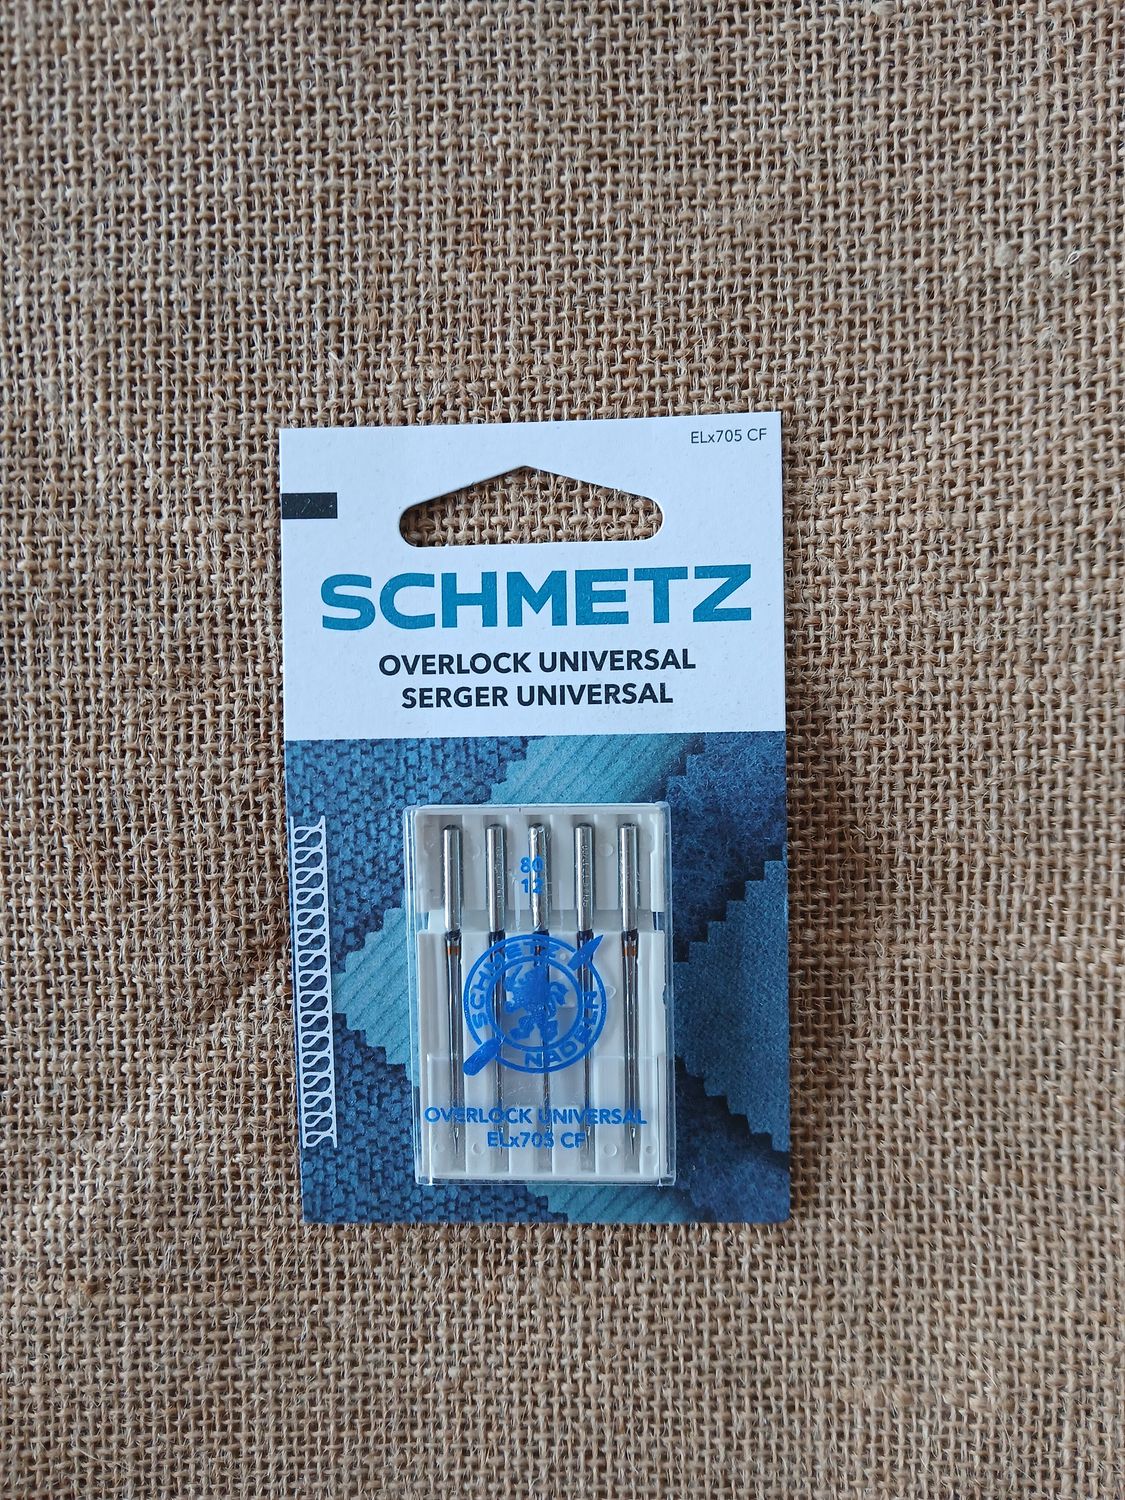 ELx705 CF
SCHMETZ
OVERLOCK UNIVERSAL
SERGER UNIVERSAL
80
12
SCHMETZ
NADELN
OVERLOCK UNIVERSAL
ELx705 CF